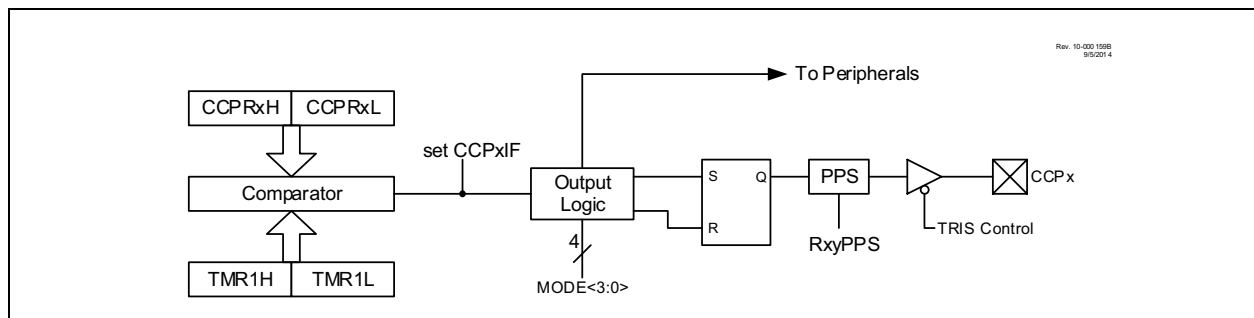 Rev. 10-000 159B
9/5/2014
To Peripherals
CCPRxH CCPRxL
set CCPxIF
Comparator
Output
Logic
S Q
R
PPS
CCPx
TRIS Control
RxyPPS
4
TMR1H TMR1L
MODE<3:0>